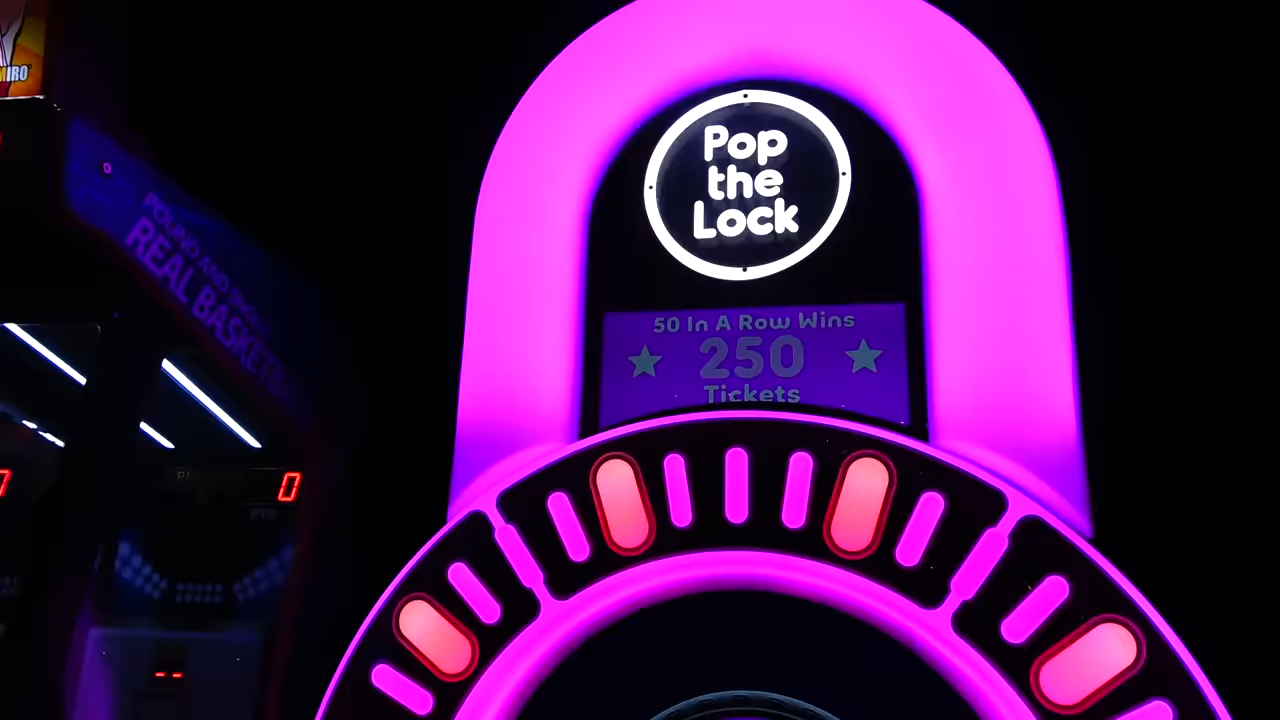 Pop
the
Lock
50 In A Row Wins
250
Tickets
REAL BASKET
0